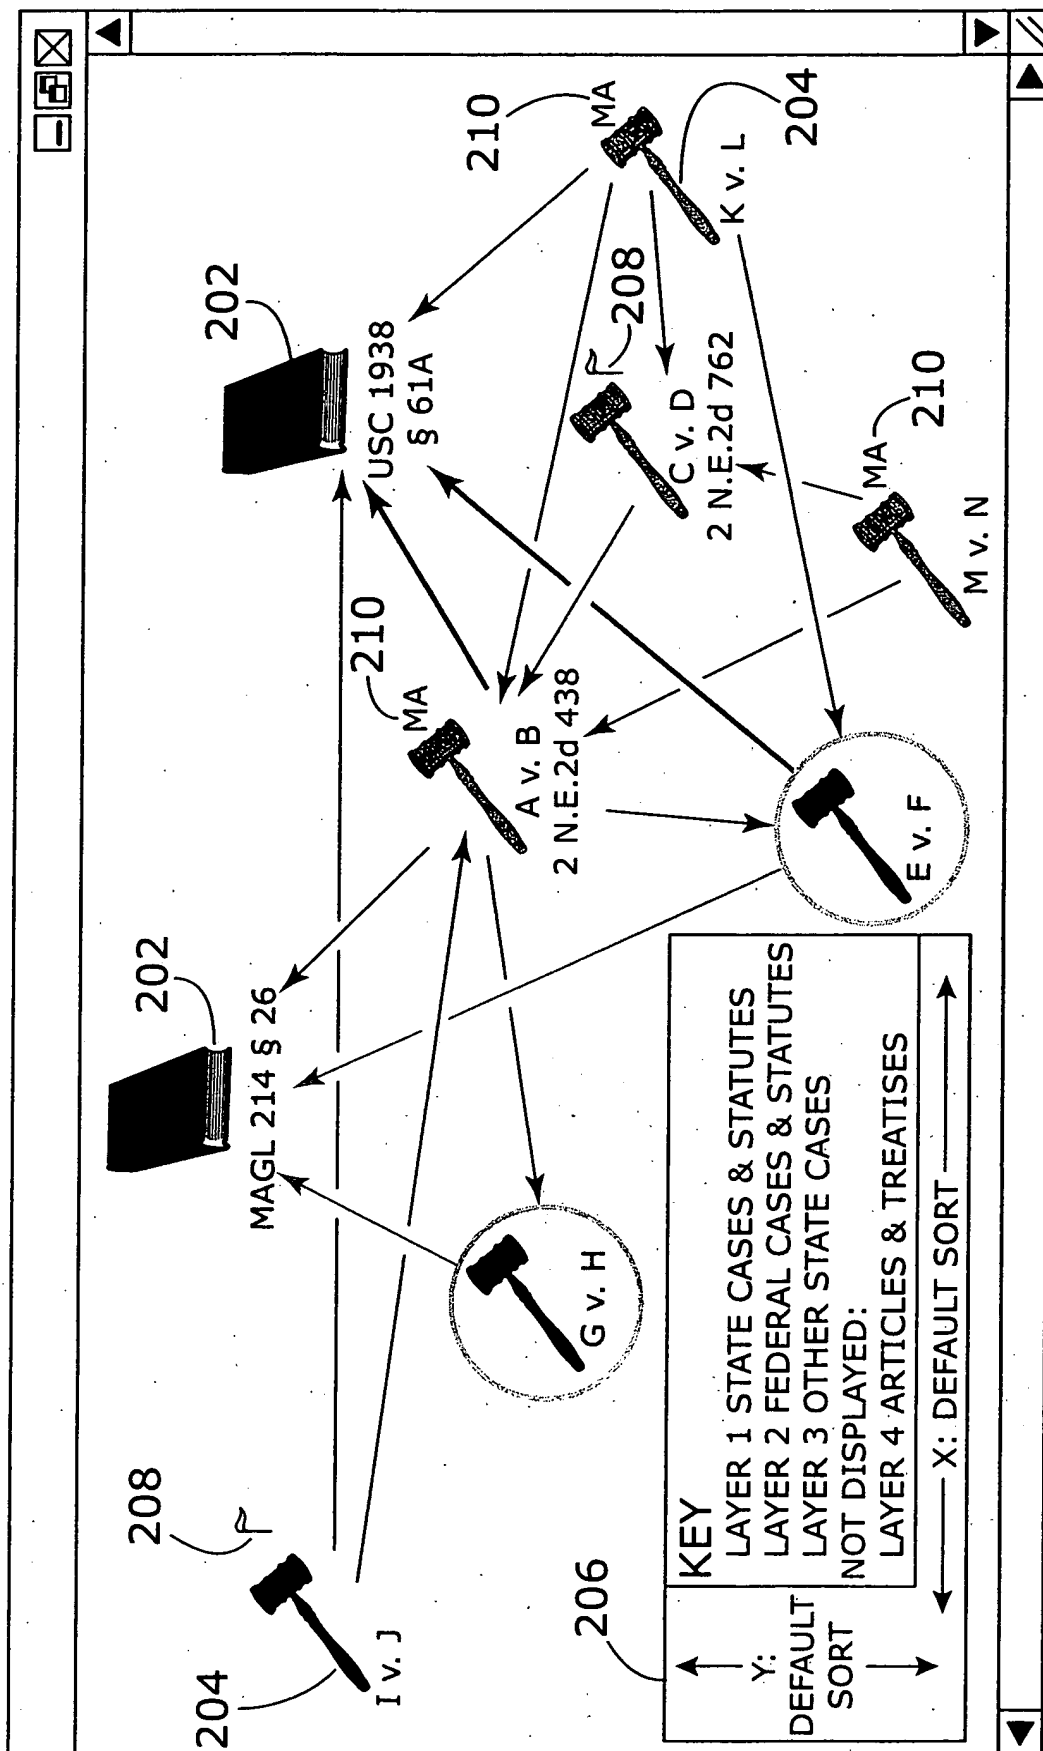 202
202
210
MA
K v. L
204
USC 1938
§ 61A
208
C v. D
2 N.E.2d 762
MA
210
M v. N
210
MA
A v. B
2 N.E.2d 438
E v. F
MAGL 214 § 26
G v. H
208
204
I v. J
206
KEY
LAYER 1 STATE CASES & STATUTES
LAYER 2 FEDERAL CASES & STATUTES
LAYER 3 OTHER STATE CASES
NOT DISPLAYED:
LAYER 4 ARTICLES & TREATISES
Y:
DEFAULT
SORT
X: DEFAULT SORT